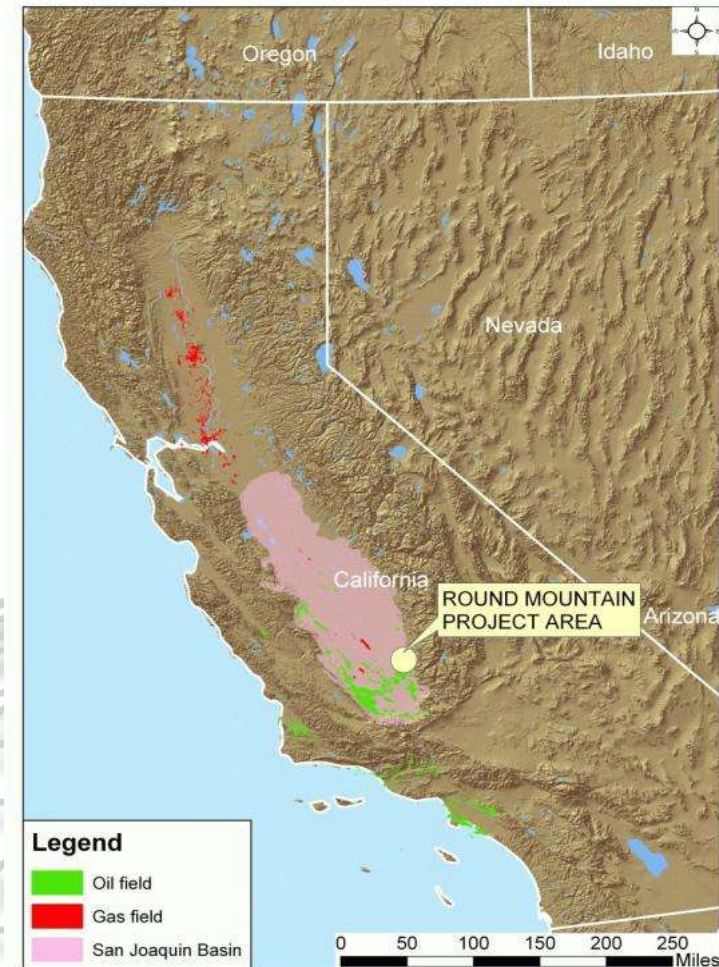 Oregon
Idaho
Nevada
California
ROUND MOUNTAIN
PROJECT AREA
Arizona
Legend
Oil field
Gas field
San Joaquin Basin
0 50 100 150 200 250
Miles